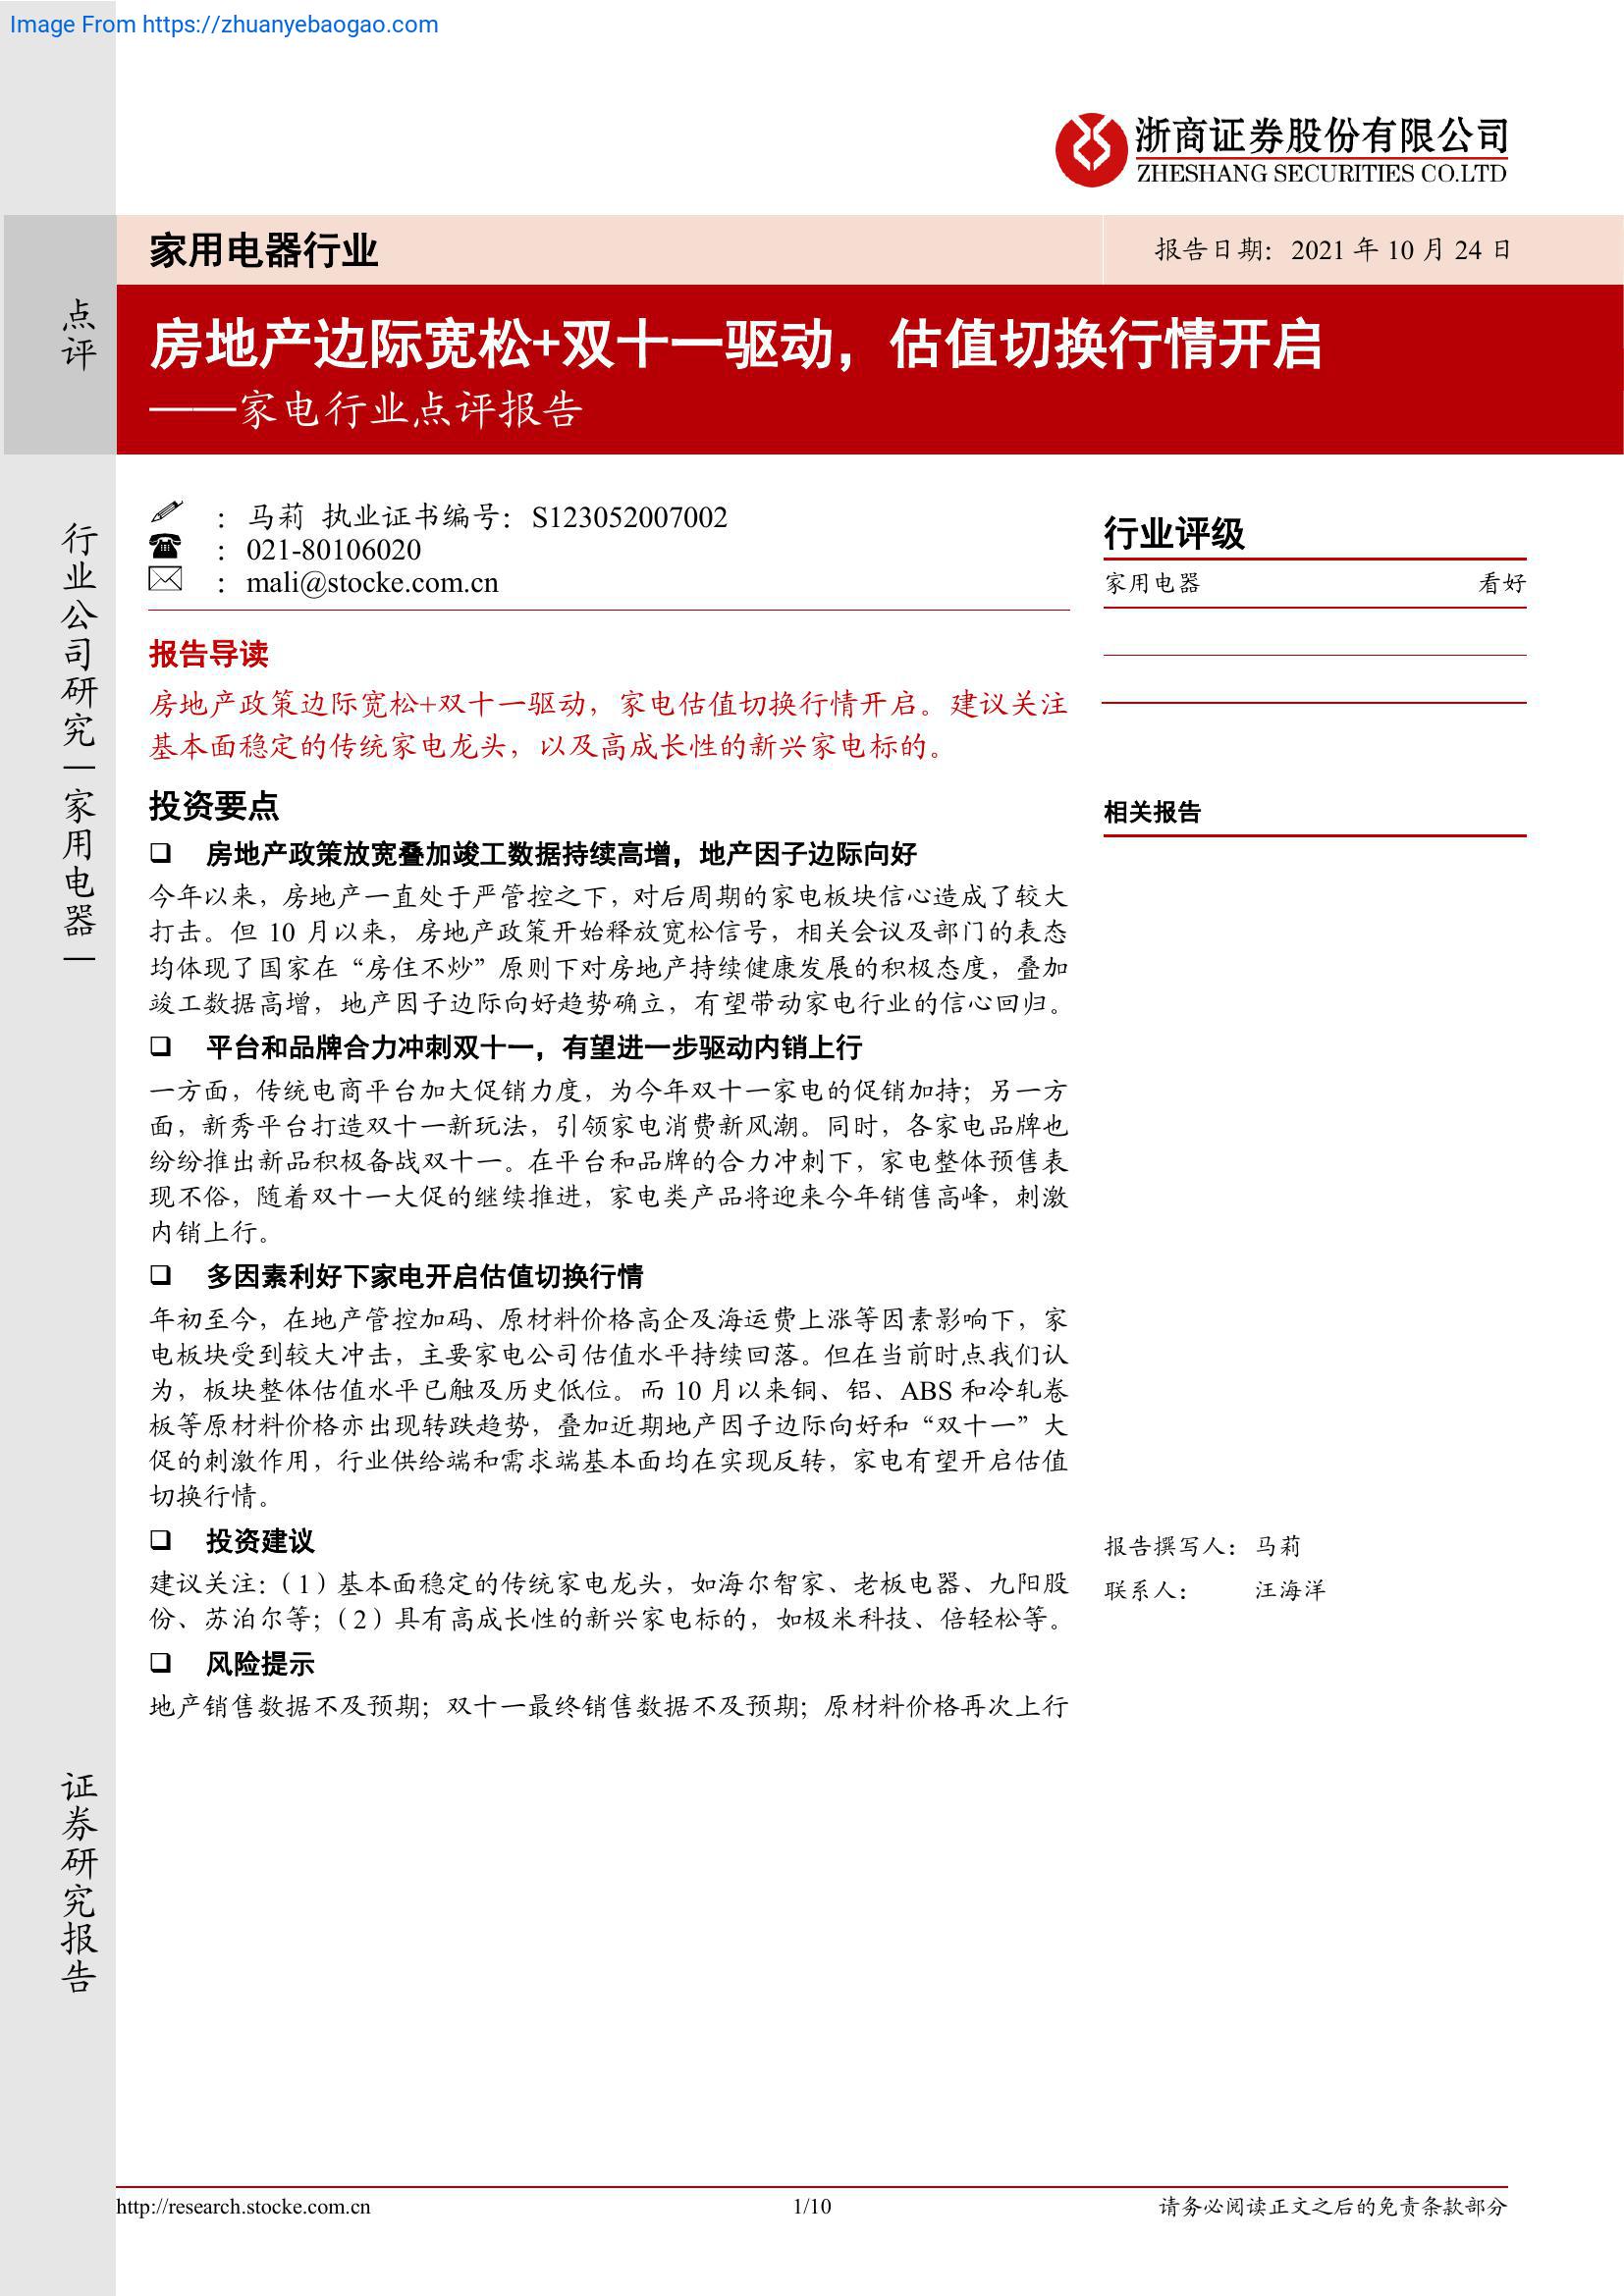 Image From https://zhuanyebaogao.com
浙商证券股份有限公司
ZHESHANG SECURITIES CO.LTD
家用电器行业
报告日期：2021 年 10 月 24 日
点评
房地产边际宽松+双十一驱动，估值切换行情开启
——家电行业点评报告
行业公司研究|家用电器|
：马莉 执业证书编号：S123052007002
：021-80106020
：mali@stocke.com.cn
报告导读
房地产政策边际宽松+双十一驱动，家电估值切换行情开启。建议关注
基本面稳定的传统家电龙头，以及高成长性的新兴家电标的。
投资要点
❑ 房地产政策放宽叠加竣工数据持续高增，地产因子边际向好
今年以来，房地产一直处于严管控之下，对后周期的家电板块信心造成了较大
打击。但 10 月以来，房地产政策开始释放宽松信号，相关会议及部门的表态
均体现了国家在“房住不炒”原则下对房地产持续健康发展的积极态度，叠加
竣工数据高增，地产因子边际向好趋势确立，有望带动家电行业的信心回归。
❑ 平台和品牌合力冲刺双十一，有望进一步驱动内销上行
一方面，传统电商平台加大促销力度，为今年双十一家电的促销加持；另一方
面，新秀平台打造双十一新玩法，引领家电消费新风潮。同时，各家电品牌也
纷纷推出新品积极备战双十一。在平台和品牌的合力冲刺下，家电整体预售表
现不俗，随着双十一大促的继续推进，家电类产品将迎来今年销售高峰，刺激
内销上行。
❑ 多因素利好下家电开启估值切换行情
年初至今，在地产管控加码、原材料价格高企及海运费上涨等因素影响下，家
电板块受到较大冲击，主要家电公司估值水平持续回落。但在当前时点我们认
为，板块整体估值水平已触及历史低位。而 10 月以来铜、铝、ABS 和冷轧卷
板等原材料价格亦出现转跌趋势，叠加近期地产因子边际向好和“双十一”大
促的刺激作用，行业供给端和需求端基本面均在实现反转，家电有望开启估值
切换行情。
❑ 投资建议
建议关注：（1）基本面稳定的传统家电龙头，如海尔智家、老板电器、九阳股
份、苏泊尔等；（2）具有高成长性的新兴家电标的，如极米科技、倍轻松等。
❑ 风险提示
地产销售数据不及预期；双十一最终销售数据不及预期；原材料价格再次上行
行业评级
家用电器 看好
相关报告
报告撰写人：马莉
联系人： 汪海洋
证券研究报告
http://research.stocke.com.cn
1/10
请务必阅读正文之后的免责条款部分